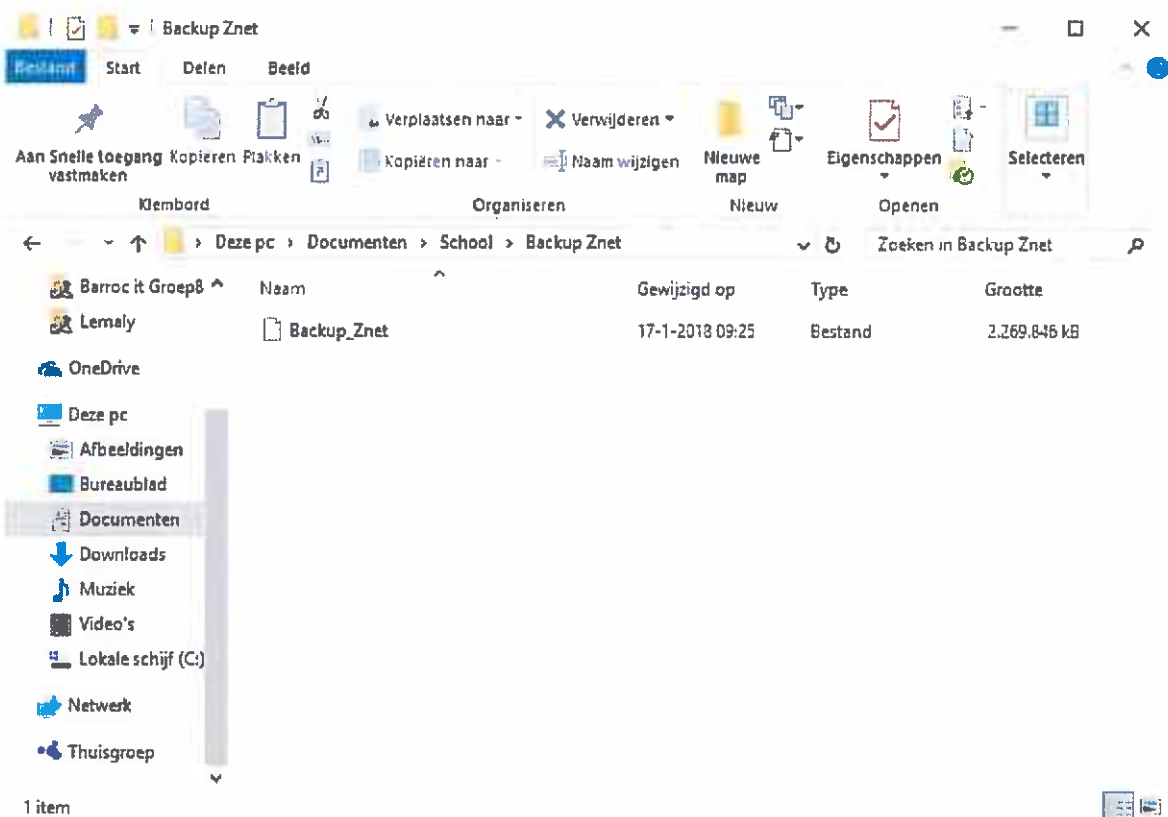 Backup Znet
Bestand Start Delen Beeld
Aan Snelle toegang vastmaken
Kopiëren
Plakken
Verplaatsen naar
Kopiëren naar
Verwijderen
Naam wijzigen
Nieuwe map
Eigenschappen
Selecteren
Klembord Organiseren Nieuw Openen
Deze pc › Documenten › School › Backup Znet
Zoeken in Backup Znet
Naam Gewijzigd op Type Grootte
Backup_Znet 17-1-2018 09:25 Bestand 2.269.846 kB
Barroc it Groep8
Lemaly
OneDrive
Deze pc
Afbeeldingen
Bureaublad
Documenten
Downloads
Muziek
Video's
Lokale schijf (C:)
Netwerk
Thuisgroep
1 item